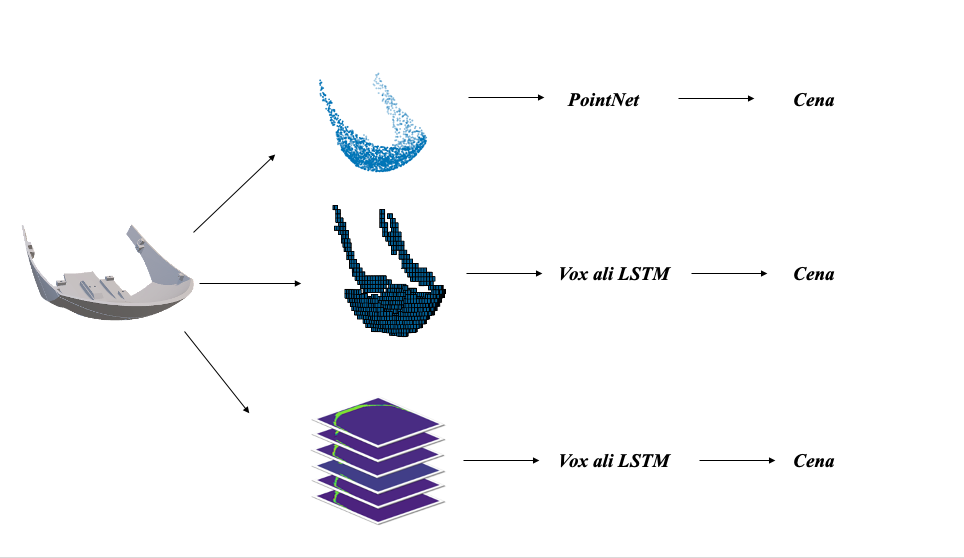 PointNet
Cena
Vox ali LSTM
Cena
Vox ali LSTM
Cena